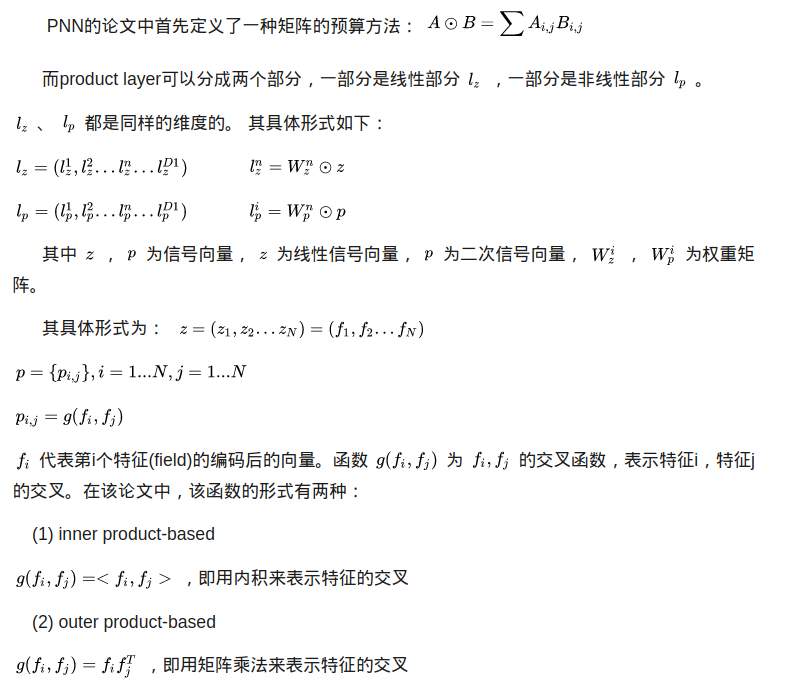 PNN的论文中首先定义了一种矩阵的预算方法： $A \odot B = \sum A_{i,j} B_{i,j}$
而product layer可以分成两个部分，一部分是线性部分 $l_z$ ，一部分是非线性部分 $l_p$ 。
$l_z$ 、 $l_p$ 都是同样的维度的。 其具体形式如下：
$l_z = (l_z^1, l_z^2 \ldots l_z^n \ldots l_z^{D1})$ $l_z^n = W_z^n \odot z$
$l_p = (l_p^1, l_p^2 \ldots l_p^n \ldots l_p^{D1})$ $l_p^i = W_p^n \odot p$
其中 $z$ ， $p$ 为信号向量， $z$ 为线性信号向量， $p$ 为二次信号向量， $W_z^i$ ， $W_p^i$ 为权重矩
阵。
其具体形式为： $z = (z_1, z_2 \ldots z_N) = (f_1, f_2 \ldots f_N)$
$p = \{p_{i,j}\}, i = 1...N, j = 1...N$
$p_{i,j} = g(f_i, f_j)$
$f_i$ 代表第i个特征(field)的编码后的向量。函数 $g(f_i, f_j)$ 为 $f_i, f_j$ 的交叉函数，表示特征i，特征j
的交叉。在该论文中，该函数的形式有两种：
(1) inner product-based
$g(f_i, f_j) = < f_i, f_j >$ ，即用内积来表示特征的交叉
(2) outer product-based
$g(f_i, f_j) = f_i f_j^T$ ，即用矩阵乘法来表示特征的交叉